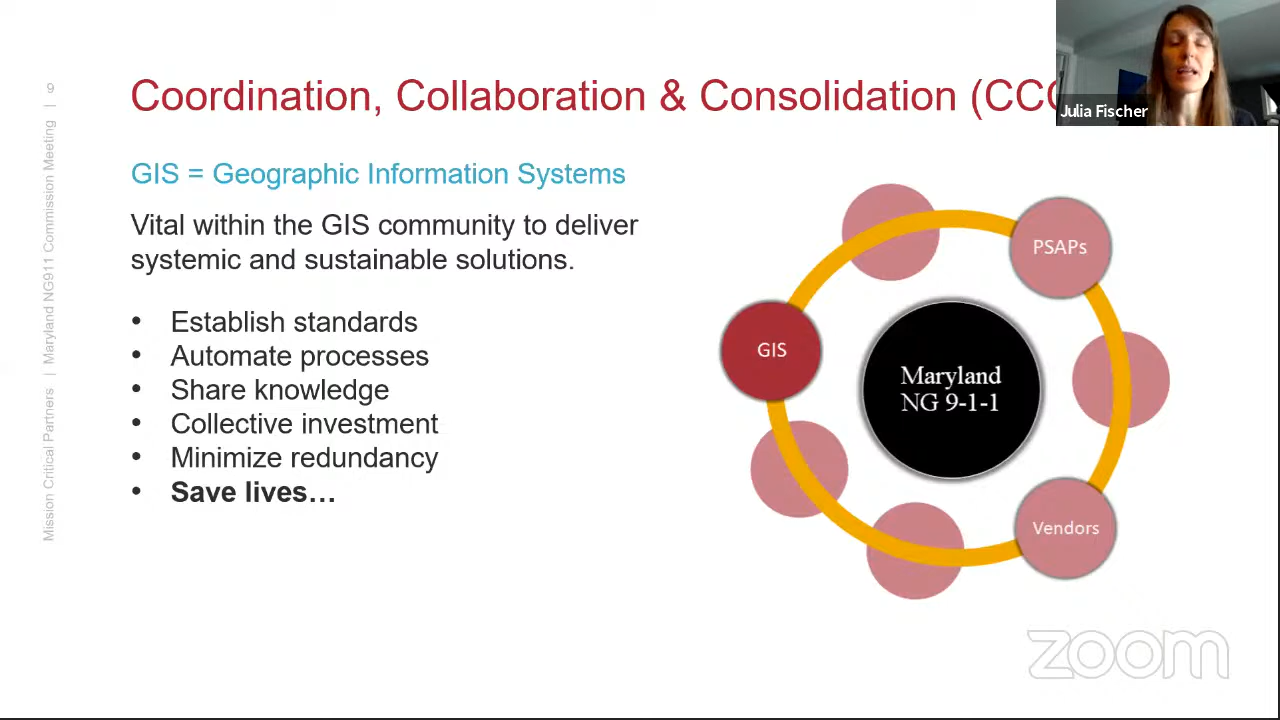 Coordination, Collaboration & Consolidation (CCC
Julia Fischer
GIS = Geographic Information Systems
Vital within the GIS community to deliver
systemic and sustainable solutions.
• Establish standards
• Automate processes
• Share knowledge
• Collective investment
• Minimize redundancy
• Save lives…
PSAPs
GIS
Maryland
NG 9-1-1
Vendors
Mission Critical Partners | Maryland NG911 Commission Meeting | 9
zoom